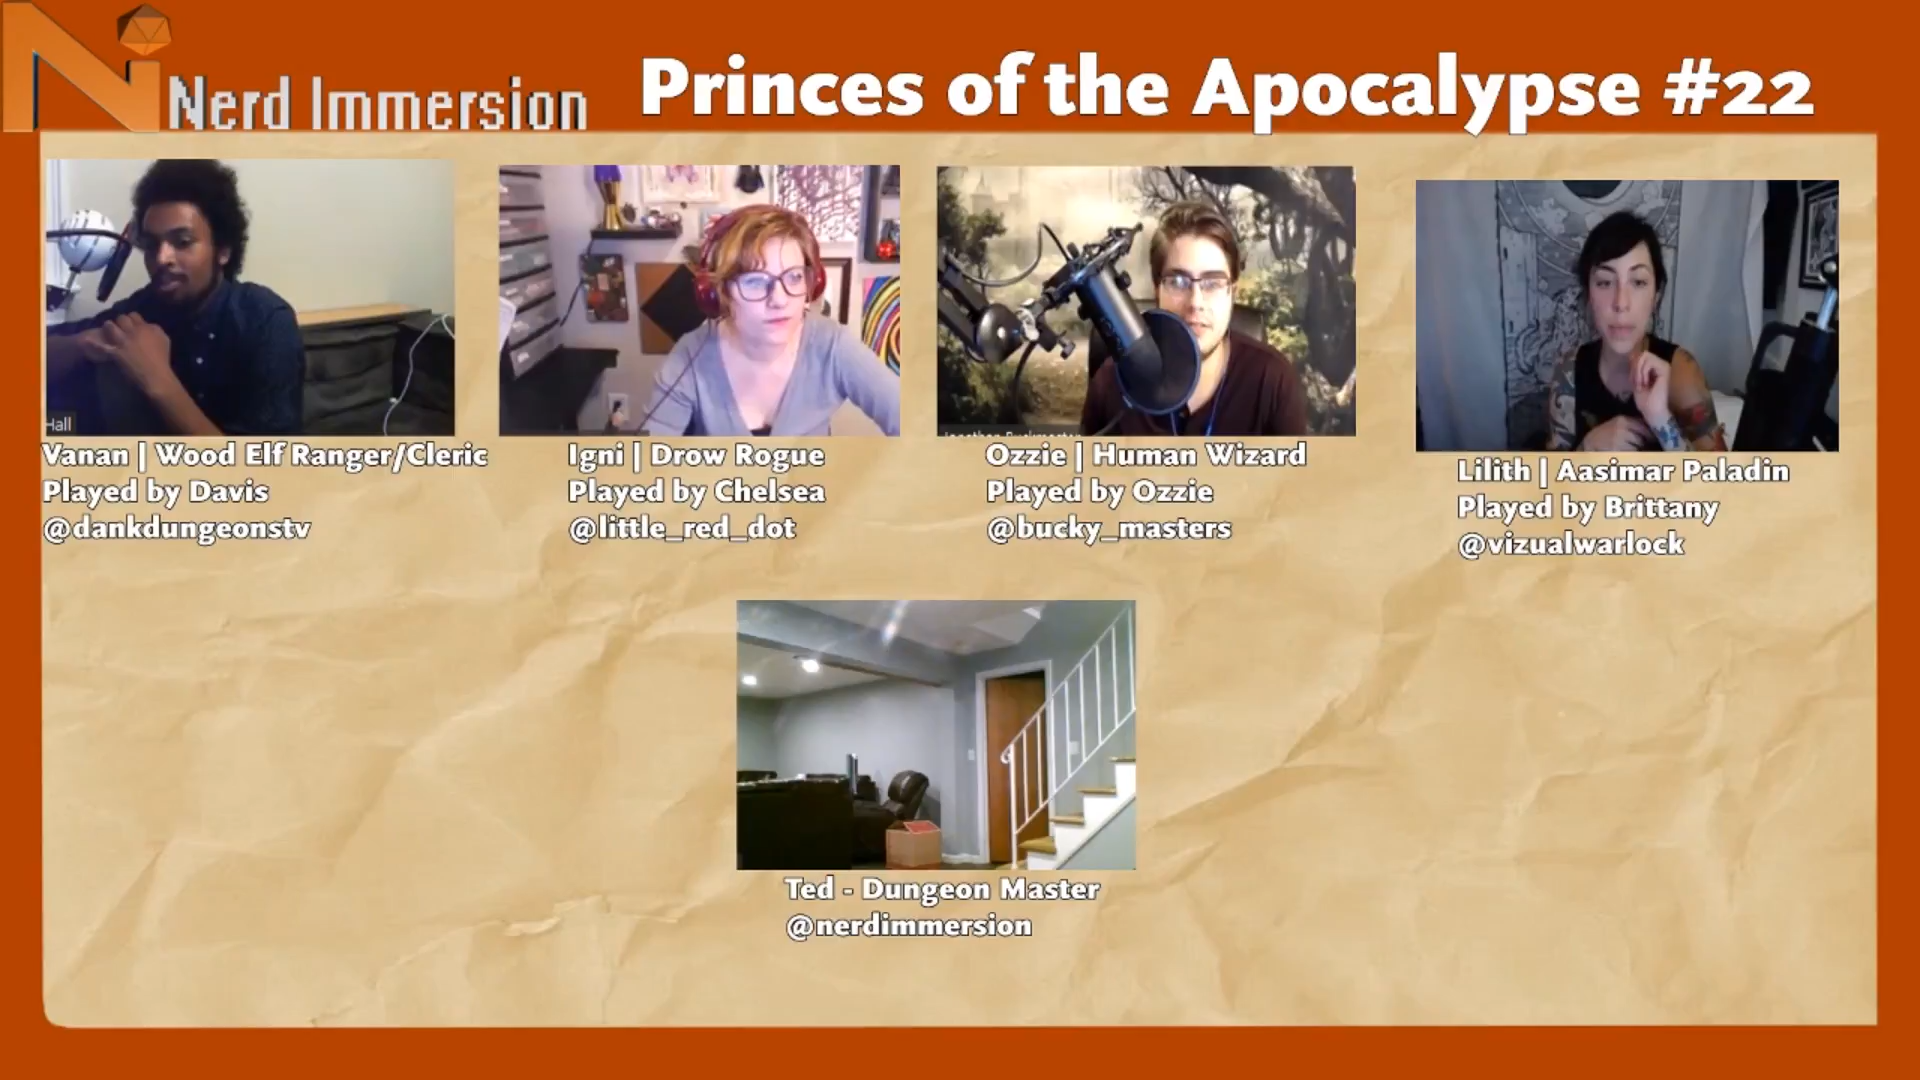 Nerd Immersion
Princes of the Apocalypse #22
Hall
Vanan | Wood Elf Ranger/Cleric
Played by Davis
@dankdungeonstv
Igni | Drow Rogue
Played by Chelsea
@little_red_dot
Ozzie | Human Wizard
Played by Ozzie
@bucky_masters
Lilith | Aasimar Paladin
Played by Brittany
@vizualwarlock
Ted - Dungeon Master
@nerdimmersion